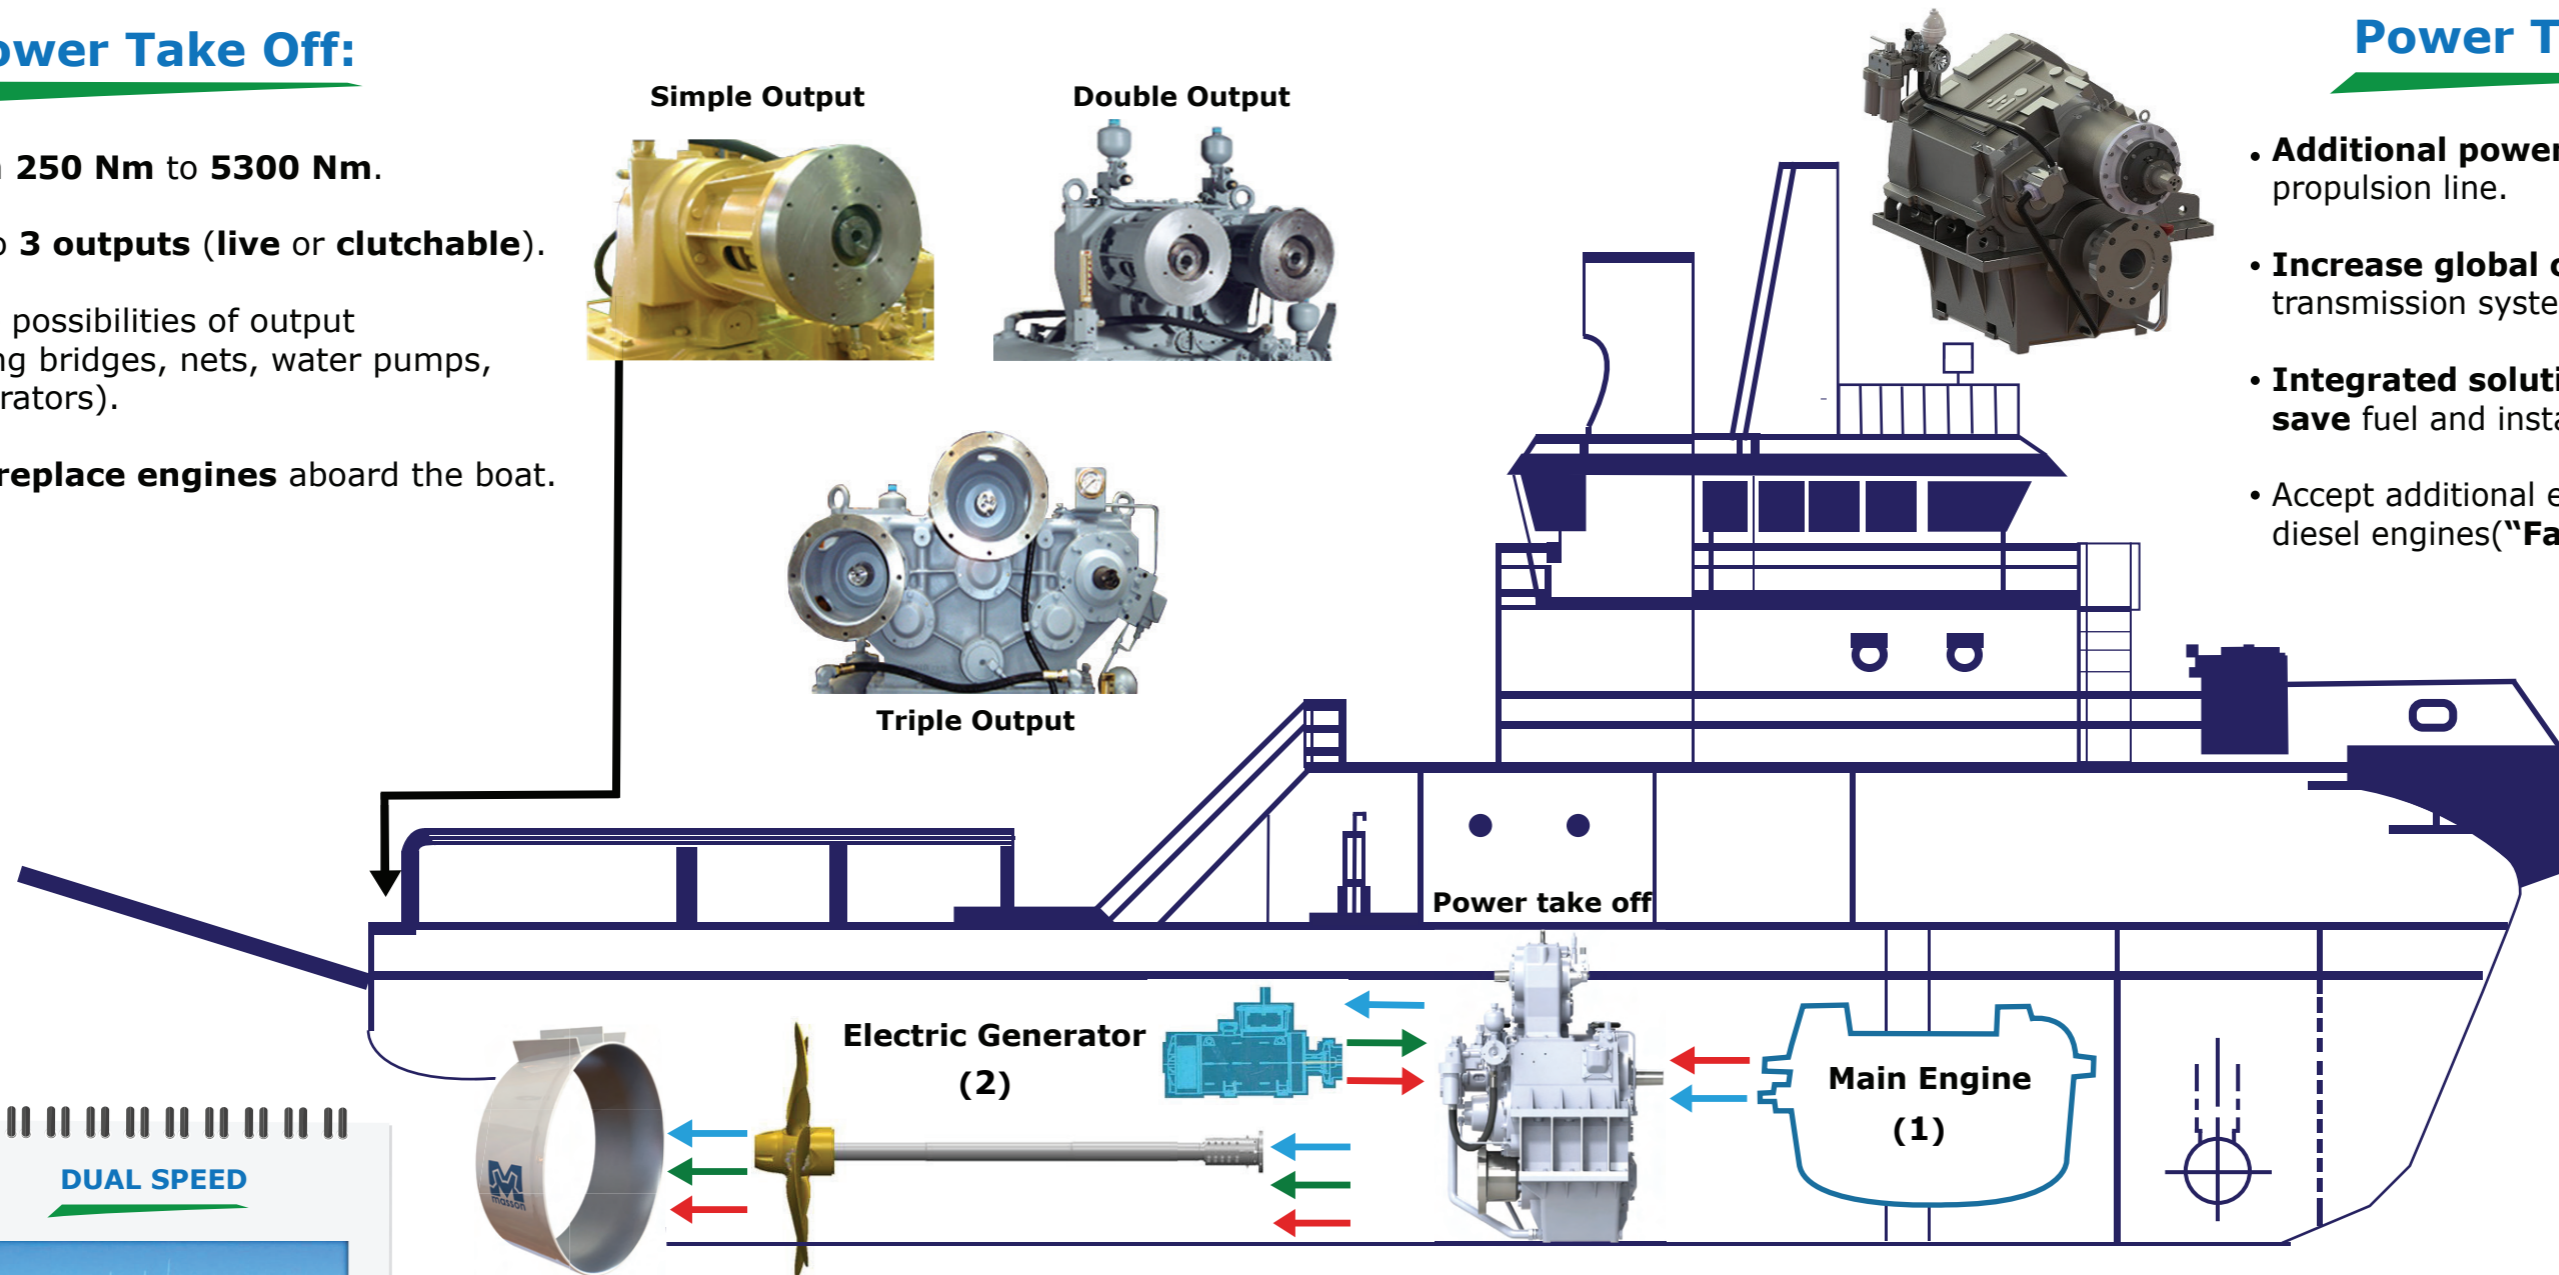 ower Take Off:
250 Nm to 5300 Nm.
3 outputs (live or clutchable).
possibilities of output
ng bridges, nets, water pumps,
rators).
replace engines aboard the boat.
Simple Output
Double Output
Triple Output
Power T
• Additional power
propulsion line.
• Increase global
transmission syste
• Integrated soluti
save fuel and insta
• Accept additional
diesel engines(“Fa
Power take off
Electric Generator
(2)
Main Engine
(1)
masson
DUAL SPEED